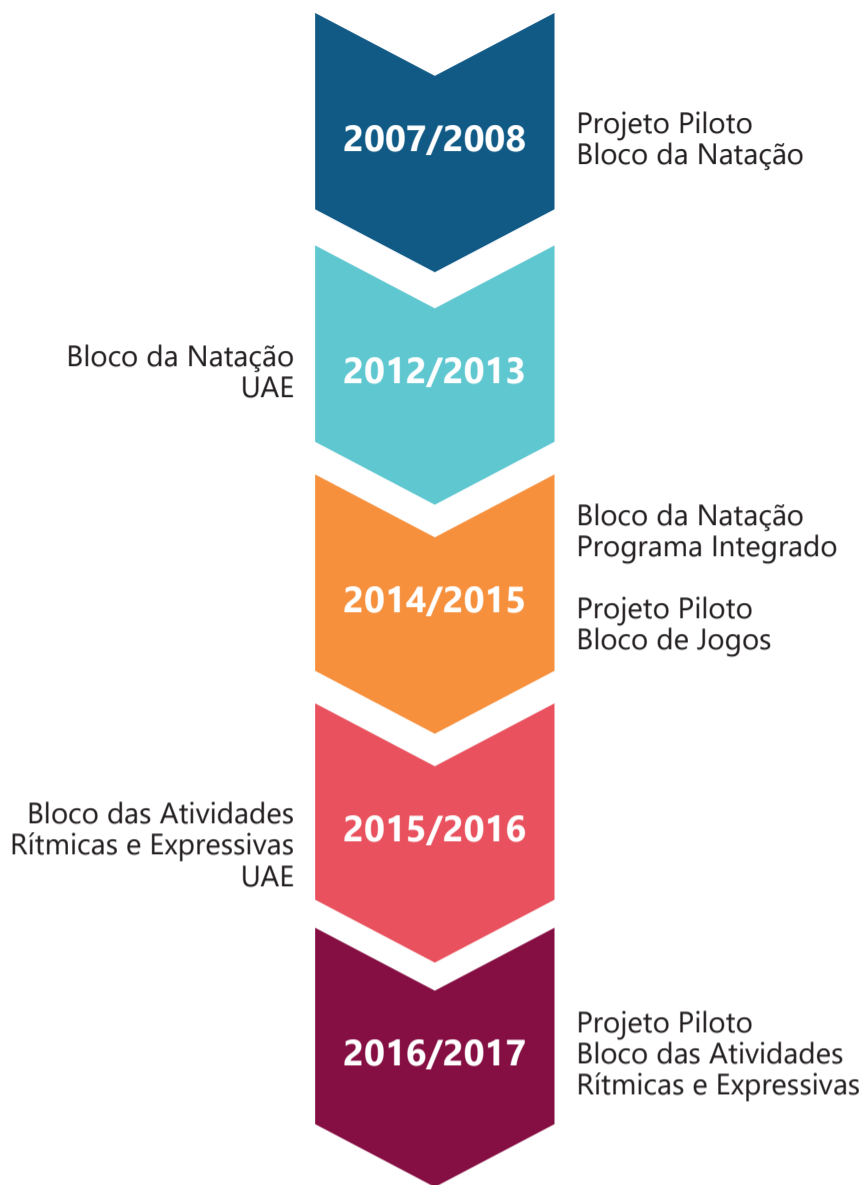 2007/2008
Projeto Piloto
Bloco da Natação
Bloco da Natação
UAE
2012/2013
2014/2015
Bloco da Natação
Programa Integrado
Projeto Piloto
Bloco de Jogos
Bloco das Atividades
Rítmicas e Expressivas
UAE
2015/2016
2016/2017
Projeto Piloto
Bloco das Atividades
Rítmicas e Expressivas